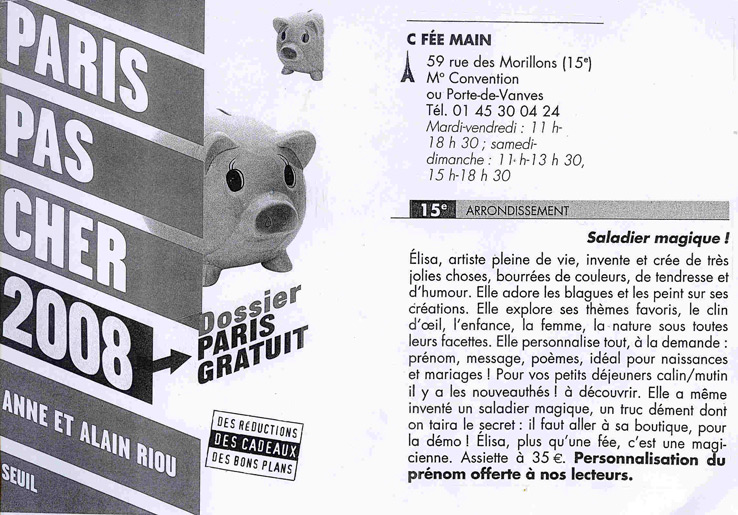 PARIS
PAS
CHER
2008
Dossier
PARIS
GRATUIT
ANNE ET ALAIN RIOU
SEUIL
DES RÉDUCTIONS
DES CADEAUX
DES BONS PLANS
C FÉE MAIN
59 rue des Morillons (15e)
M° Convention
ou Porte-de-Vanves
Tél. 01 45 30 04 24
Mardi-vendredi : 11 h-
18 h 30 ; samedi-
dimanche : 11 h-13 h 30,
15 h-18 h 30
15e ARRONDISSEMENT
Saladier magique !
Élisa, artiste pleine de vie, invente et crée de très
jolies choses, bourrées de couleurs, de tendresse et
d'humour. Elle adore les blagues et les peint sur ses
créations. Elle explore ses thèmes favoris, le clin
d'œil, l'enfance, la femme, la nature sous toutes
leurs facettes. Elle personnalise tout, à la demande :
prénom, message, poèmes, idéal pour naissances
et mariages ! Pour vos petits déjeuners calin/mutin
il y a les nouveauthés ! à découvrir. Elle a même
inventé un saladier magique, un truc dément dont
on taira le secret : il faut aller à sa boutique, pour
la démo ! Élisa, plus qu'une fée, c'est une magi-
cienne. Assiette à 35 €. Personnalisation du
prénom offerte à nos lecteurs.